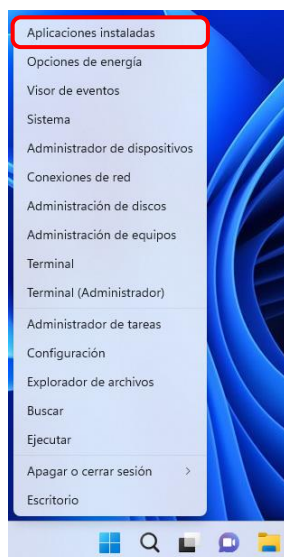 Aplicaciones instaladas
Opciones de energía
Visor de eventos
Sistema
Administrador de dispositivos
Conexiones de red
Administración de discos
Administración de equipos
Terminal
Terminal (Administrador)
Administrador de tareas
Configuración
Explorador de archivos
Buscar
Ejecutar
Apagar o cerrar sesión
Escritorio